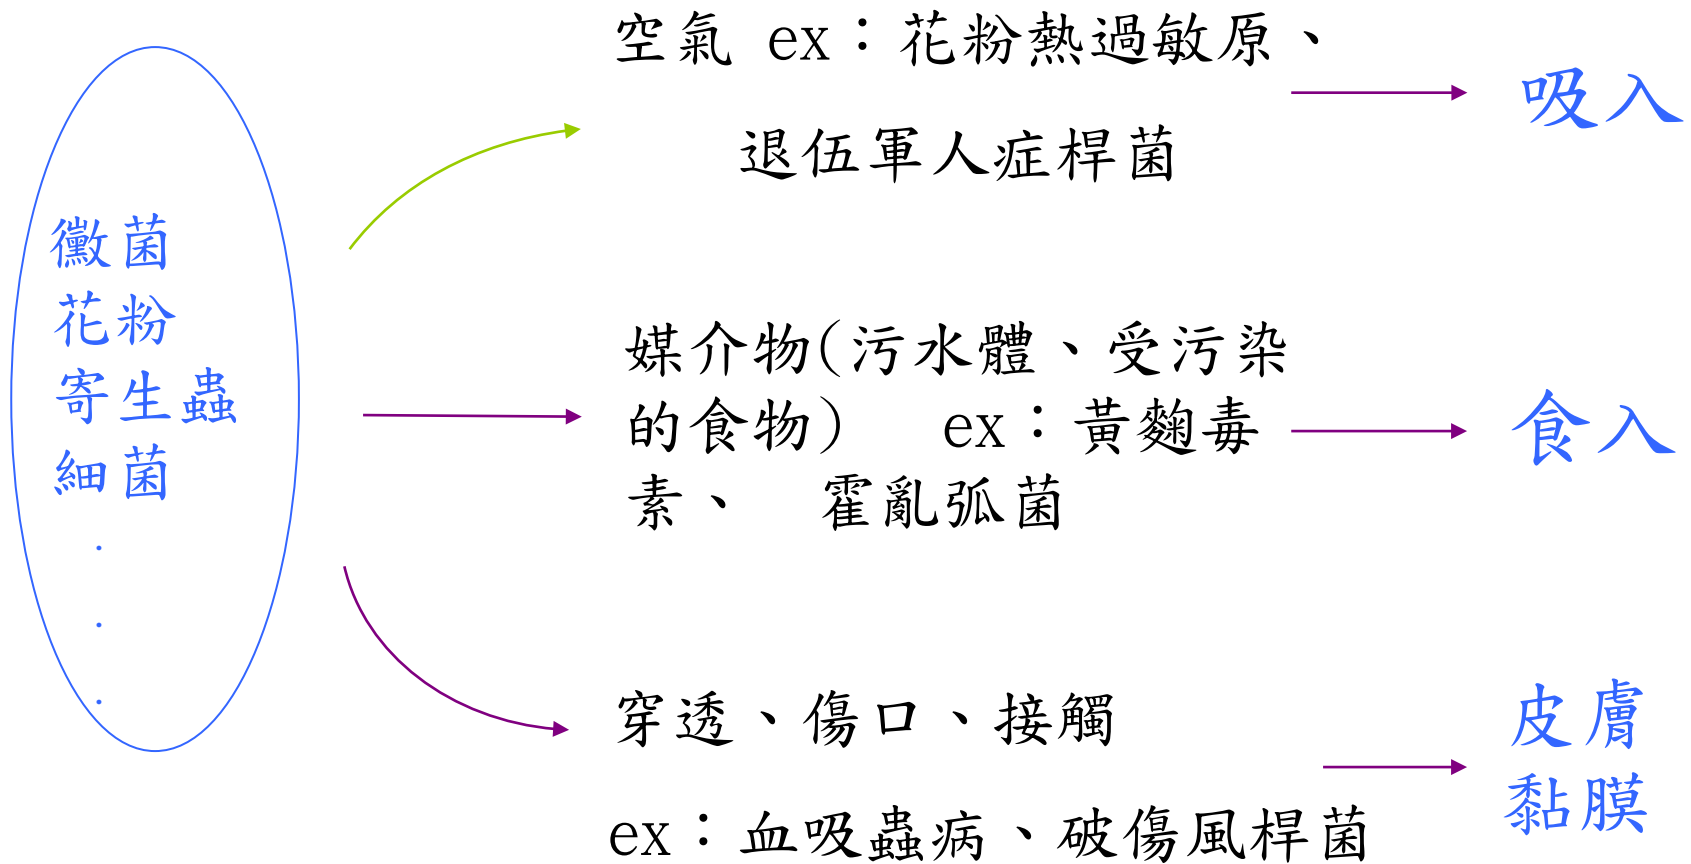 黴菌
花粉
寄生蟲
細菌
.
.
.
空氣 ex：花粉熱過敏原、
退伍軍人症桿菌
吸入
媒介物(污水體、受污染
的食物)　ex：黃麴毒
素、　霍亂弧菌
食入
穿透、傷口、接觸
ex：血吸蟲病、破傷風桿菌
皮膚
黏膜